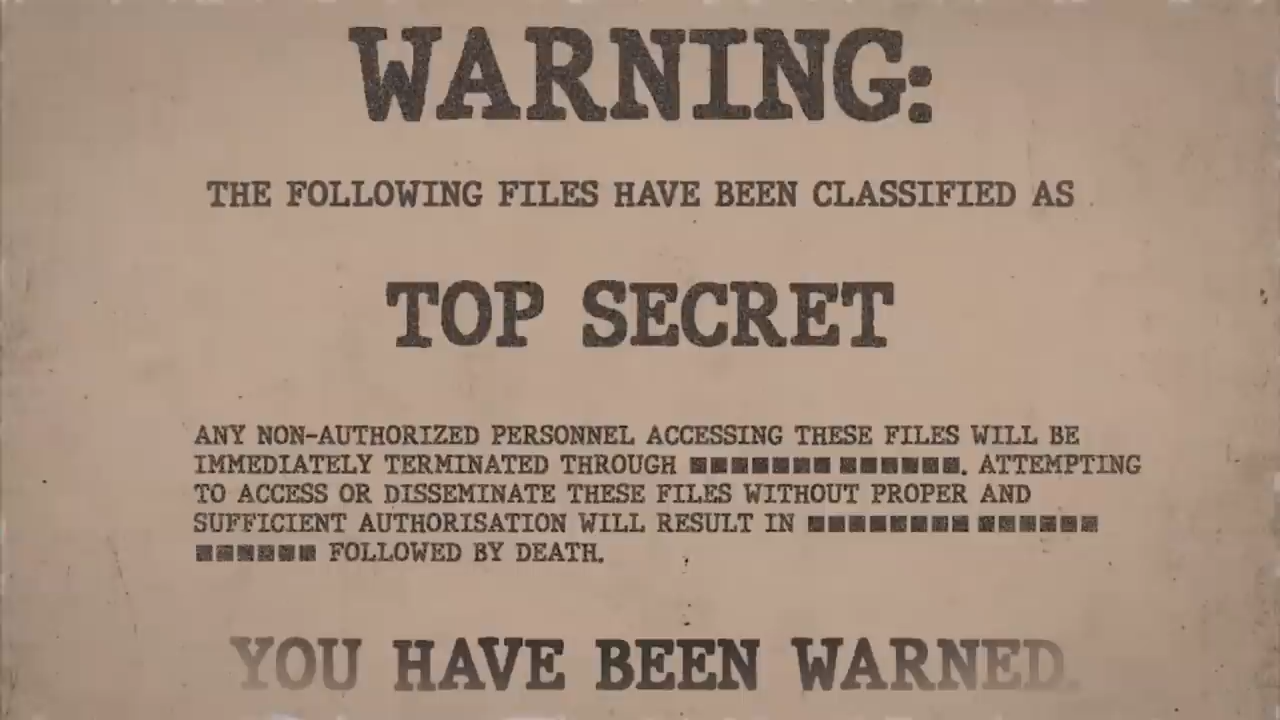 WARNING:
THE FOLLOWING FILES HAVE BEEN CLASSIFIED AS
TOP SECRET
ANY NON-AUTHORIZED PERSONNEL ACCESSING THESE FILES WILL BE
IMMEDIATELY TERMINATED THROUGH ■■■■■■■ ■■■■■■. ATTEMPTING
TO ACCESS OR DISSEMINATE THESE FILES WITHOUT PROPER AND
SUFFICIENT AUTHORISATION WILL RESULT IN ■■■■■■■■ ■■■■■■
■■■■■■ FOLLOWED BY DEATH.
YOU HAVE BEEN WARNED.